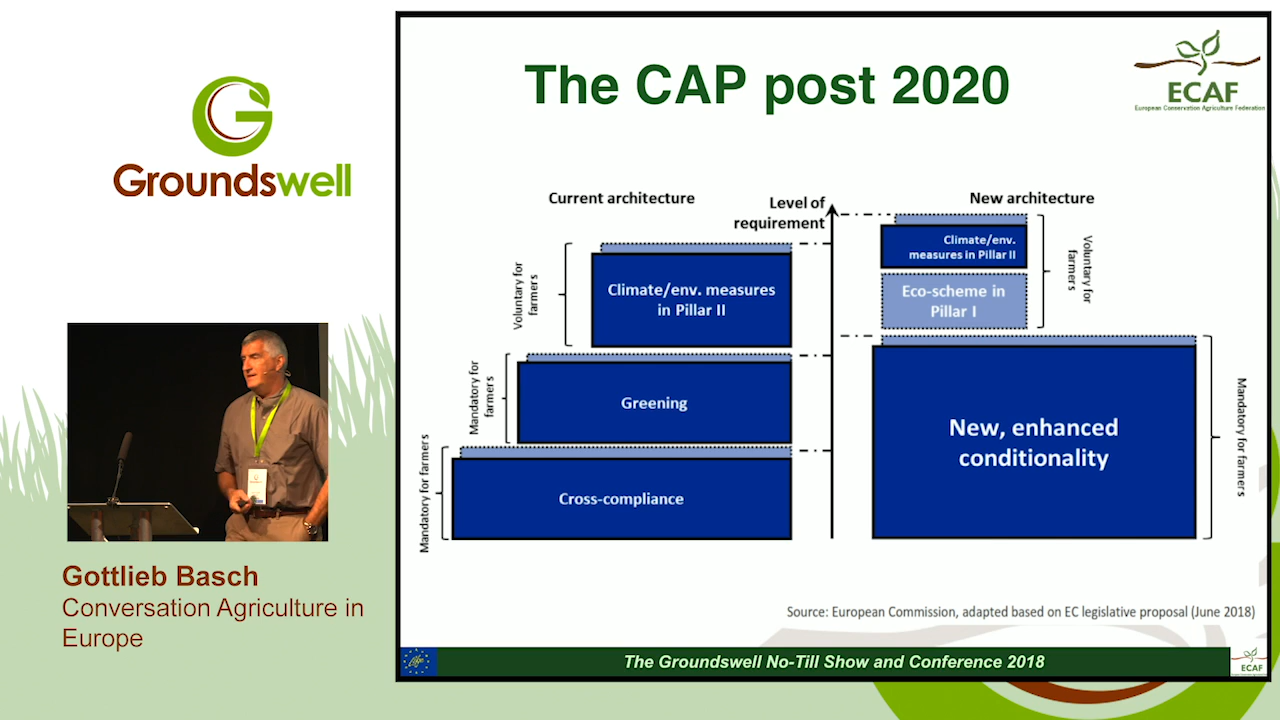 Groundswell
Gottlieb Basch
Conversation Agriculture in
Europe
The CAP post 2020
ECAF
European Conservation Agriculture Federation
Current architecture
Level of
requirement
New architecture
Voluntary for
farmers
Climate/env. measures
in Pillar II
Mandatory for
farmers
Greening
Mandatory for farmers
Cross-compliance
Climate/env.
measures in Pillar II
Eco-scheme in
Pillar I
Voluntary for
farmers
New, enhanced
conditionality
Mandatory for farmers
Source: European Commission, adapted based on EC legislative proposal (June 2018)
Life
The Groundswell No-Till Show and Conference 2018
ECAF